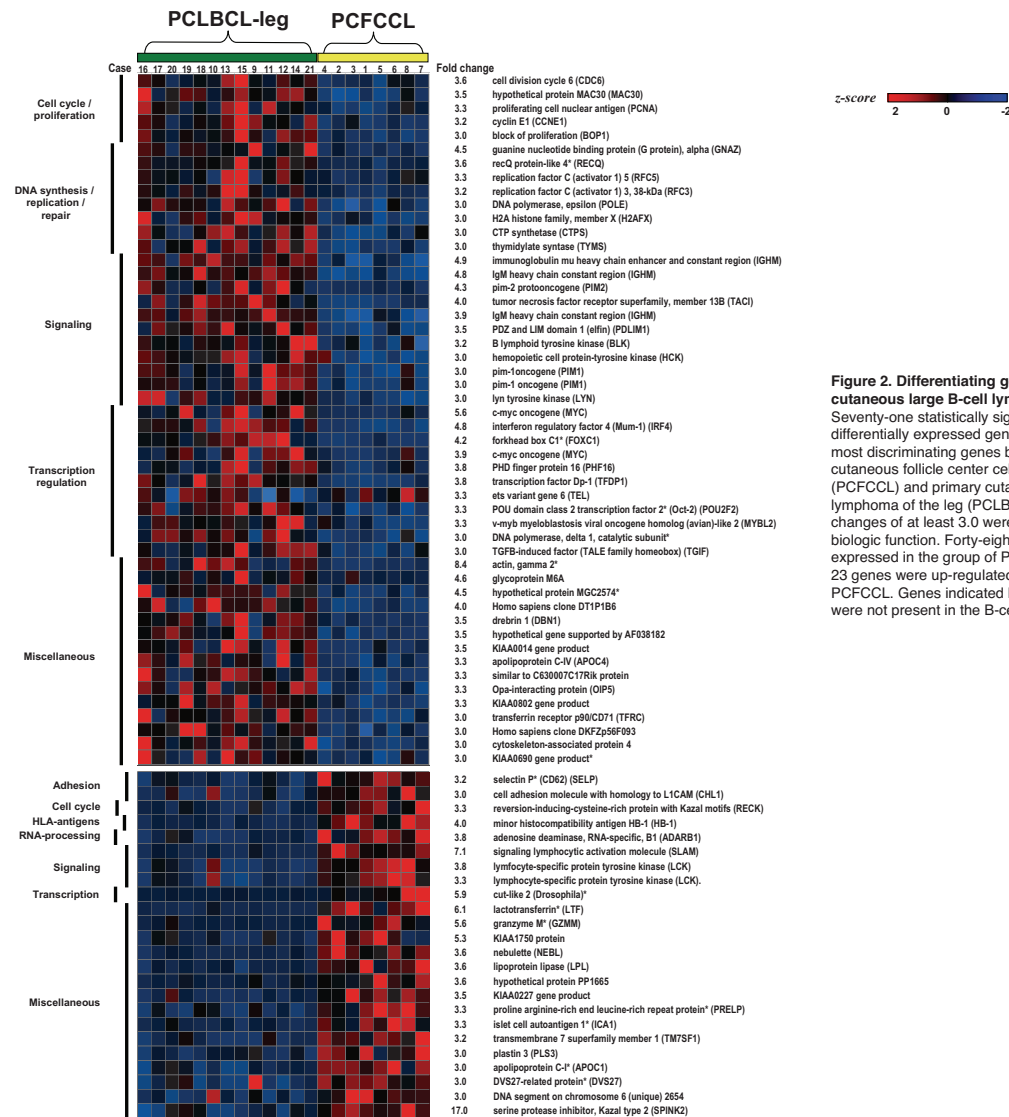 PCLBCL-leg PCFCCL
Case 16 17 20 19 18 10 13 15 9 11 12 14 21 4 2 3 1 5 6 8 7 Fold change
Cell cycle /
proliferation
3.6 cell division cycle 6 (CDC6)
3.5 hypothetical protein MAC30 (MAC30)
3.3 proliferating cell nuclear antigen (PCNA)
3.2 cyclin E1 (CCNE1)
3.0 block of proliferation (BOP1)
DNA synthesis /
replication /
repair
4.5 guanine nucleotide binding protein (G protein), alpha (GNAZ)
3.6 recQ protein-like 4* (RECQ)
3.3 replication factor C (activator 1) 5 (RFC5)
3.2 replication factor C (activator 1) 3, 38-kDa (RFC3)
3.0 DNA polymerase, epsilon (POLE)
3.0 H2A histone family, member X (H2AFX)
3.0 CTP synthetase (CTPS)
3.0 thymidylate syntase (TYMS)
Signaling
4.9 immunoglobulin mu heavy chain enhancer and constant region (IGHM)
4.8 IgM heavy chain constant region (IGHM)
4.3 pim-2 protooncogene (PIM2)
4.0 tumor necrosis factor receptor superfamily, member 13B (TACI)
3.9 IgM heavy chain constant region (IGHM)
3.5 PDZ and LIM domain 1 (elfin) (PDLIM1)
3.2 B lymphoid tyrosine kinase (BLK)
3.0 hemopoietic cell protein-tyrosine kinase (HCK)
3.0 pim-1oncogene (PIM1)
3.0 pim-1 oncogene (PIM1)
3.0 lyn tyrosine kinase (LYN)
Transcription
regulation
5.6 c-myc oncogene (MYC)
4.8 interferon regulatory factor 4 (Mum-1) (IRF4)
4.2 forkhead box C1* (FOXC1)
3.9 c-myc oncogene (MYC)
3.8 PHD finger protein 16 (PHF16)
3.8 transcription factor Dp-1 (TFDP1)
3.3 ets variant gene 6 (TEL)
3.3 POU domain class 2 transcription factor 2* (Oct-2) (POU2F2)
3.3 v-myb myeloblastosis viral oncogene homolog (avian)-like 2 (MYBL2)
3.0 DNA polymerase, delta 1, catalytic subunit*
3.0 TGFB-induced factor (TALE family homeobox) (TGIF)
Miscellaneous
8.4 actin, gamma 2*
4.6 glycoprotein M6A
4.5 hypothetical protein MGC2574*
4.0 Homo sapiens clone DT1P1B6
3.5 drebrin 1 (DBN1)
3.5 hypothetical gene supported by AF038182
3.5 KIAA0014 gene product
3.3 apolipoprotein C-IV (APOC4)
3.3 similar to C630007C17Rik protein
3.3 Opa-interacting protein (OIP5)
3.3 KIAA0802 gene product
3.0 transferrin receptor p90/CD71 (TFRC)
3.0 Homo sapiens clone DKFZp56F093
3.0 cytoskeleton-associated protein 4
3.0 KIAA0690 gene product*
Adhesion
3.2 selectin P* (CD62) (SELP)
3.0 cell adhesion molecule with homology to L1CAM (CHL1)
Cell cycle
3.3 reversion-inducing-cysteine-rich protein with Kazal motifs (RECK)
HLA-antigens
4.0 minor histocompatibility antigen HB-1 (HB-1)
RNA-processing
3.8 adenosine deaminase, RNA-specific, B1 (ADARB1)
Signaling
7.1 signaling lymphocytic activation molecule (SLAM)
3.8 lymfocyte-specific protein tyrosine kinase (LCK)
3.3 lymphocyte-specific protein tyrosine kinase (LCK).
Transcription
5.9 cut-like 2 (Drosophila)*
Miscellaneous
6.1 lactotransferrin* (LTF)
5.6 granzyme M* (GZMM)
5.3 KIAA1750 protein
3.6 nebulette (NEBL)
3.6 lipoprotein lipase (LPL)
3.6 hypothetical protein PP1665
3.5 KIAA0227 gene product
3.3 proline arginine-rich end leucine-rich repeat protein* (PRELP)
3.3 islet cell autoantigen 1* (ICA1)
3.2 transmembrane 7 superfamily member 1 (TM7SF1)
3.0 plastin 3 (PLS3)
3.0 apolipoprotein C-I* (APOC1)
3.0 DVS27-related protein* (DVS27)
3.0 DNA segment on chromosome 6 (unique) 2654
17.0 serine protease inhibitor, Kazal type 2 (SPINK2)
z-score
2 0 -2
Figure 2. Differentiating g
cutaneous large B-cell lyn
Seventy-one statistically sig
differentially expressed gen
most discriminating genes b
cutaneous follicle center cel
(PCFCCL) and primary cuta
lymphoma of the leg (PCLB
changes of at least 3.0 were
biologic function. Forty-eigh
expressed in the group of P
23 genes were up-regulated
PCFCCL. Genes indicated
were not present in the B-ce